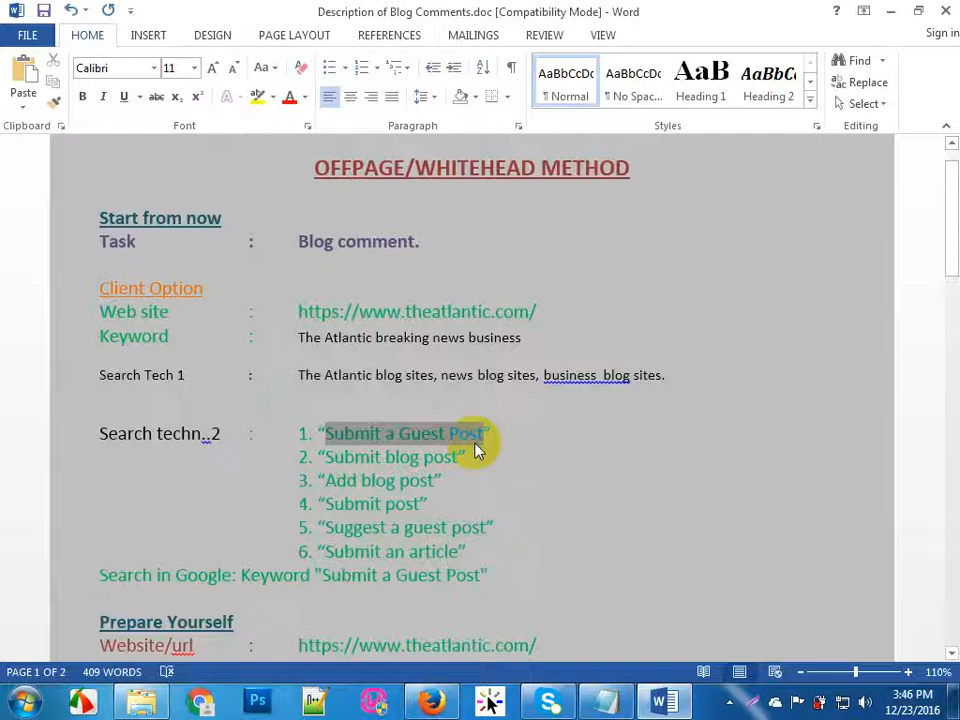 Description of Blog Comments.doc [Compatibility Mode] - Word
Sign in
FILE HOME INSERT DESIGN PAGE LAYOUT REFERENCES MAILINGS REVIEW VIEW
Paste
Calibri 11
AaBbCcDc AaBbCcDc AaB AaBbCc
¶ Normal ¶ No Spac... Heading 1 Heading 2
Find
Replace
Select
Clipboard Font Paragraph Styles Editing
OFFPAGE/WHITEHEAD METHOD
Start from now
Task : Blog comment.
Client Option
Web site : https://www.theatlantic.com/
Keyword : The Atlantic breaking news business
Search Tech 1 : The Atlantic blog sites, news blog sites, business blog sites.
Search techn..2 : 1. “Submit a Guest Post”
2. “Submit blog post”
3. “Add blog post”
4. “Submit post”
5. “Suggest a guest post”
6. “Submit an article”
Search in Google: Keyword "Submit a Guest Post"
Prepare Yourself
Website/url : https://www.theatlantic.com/
PAGE 1 OF 2 409 WORDS 110%
3:46 PM
12/23/2016